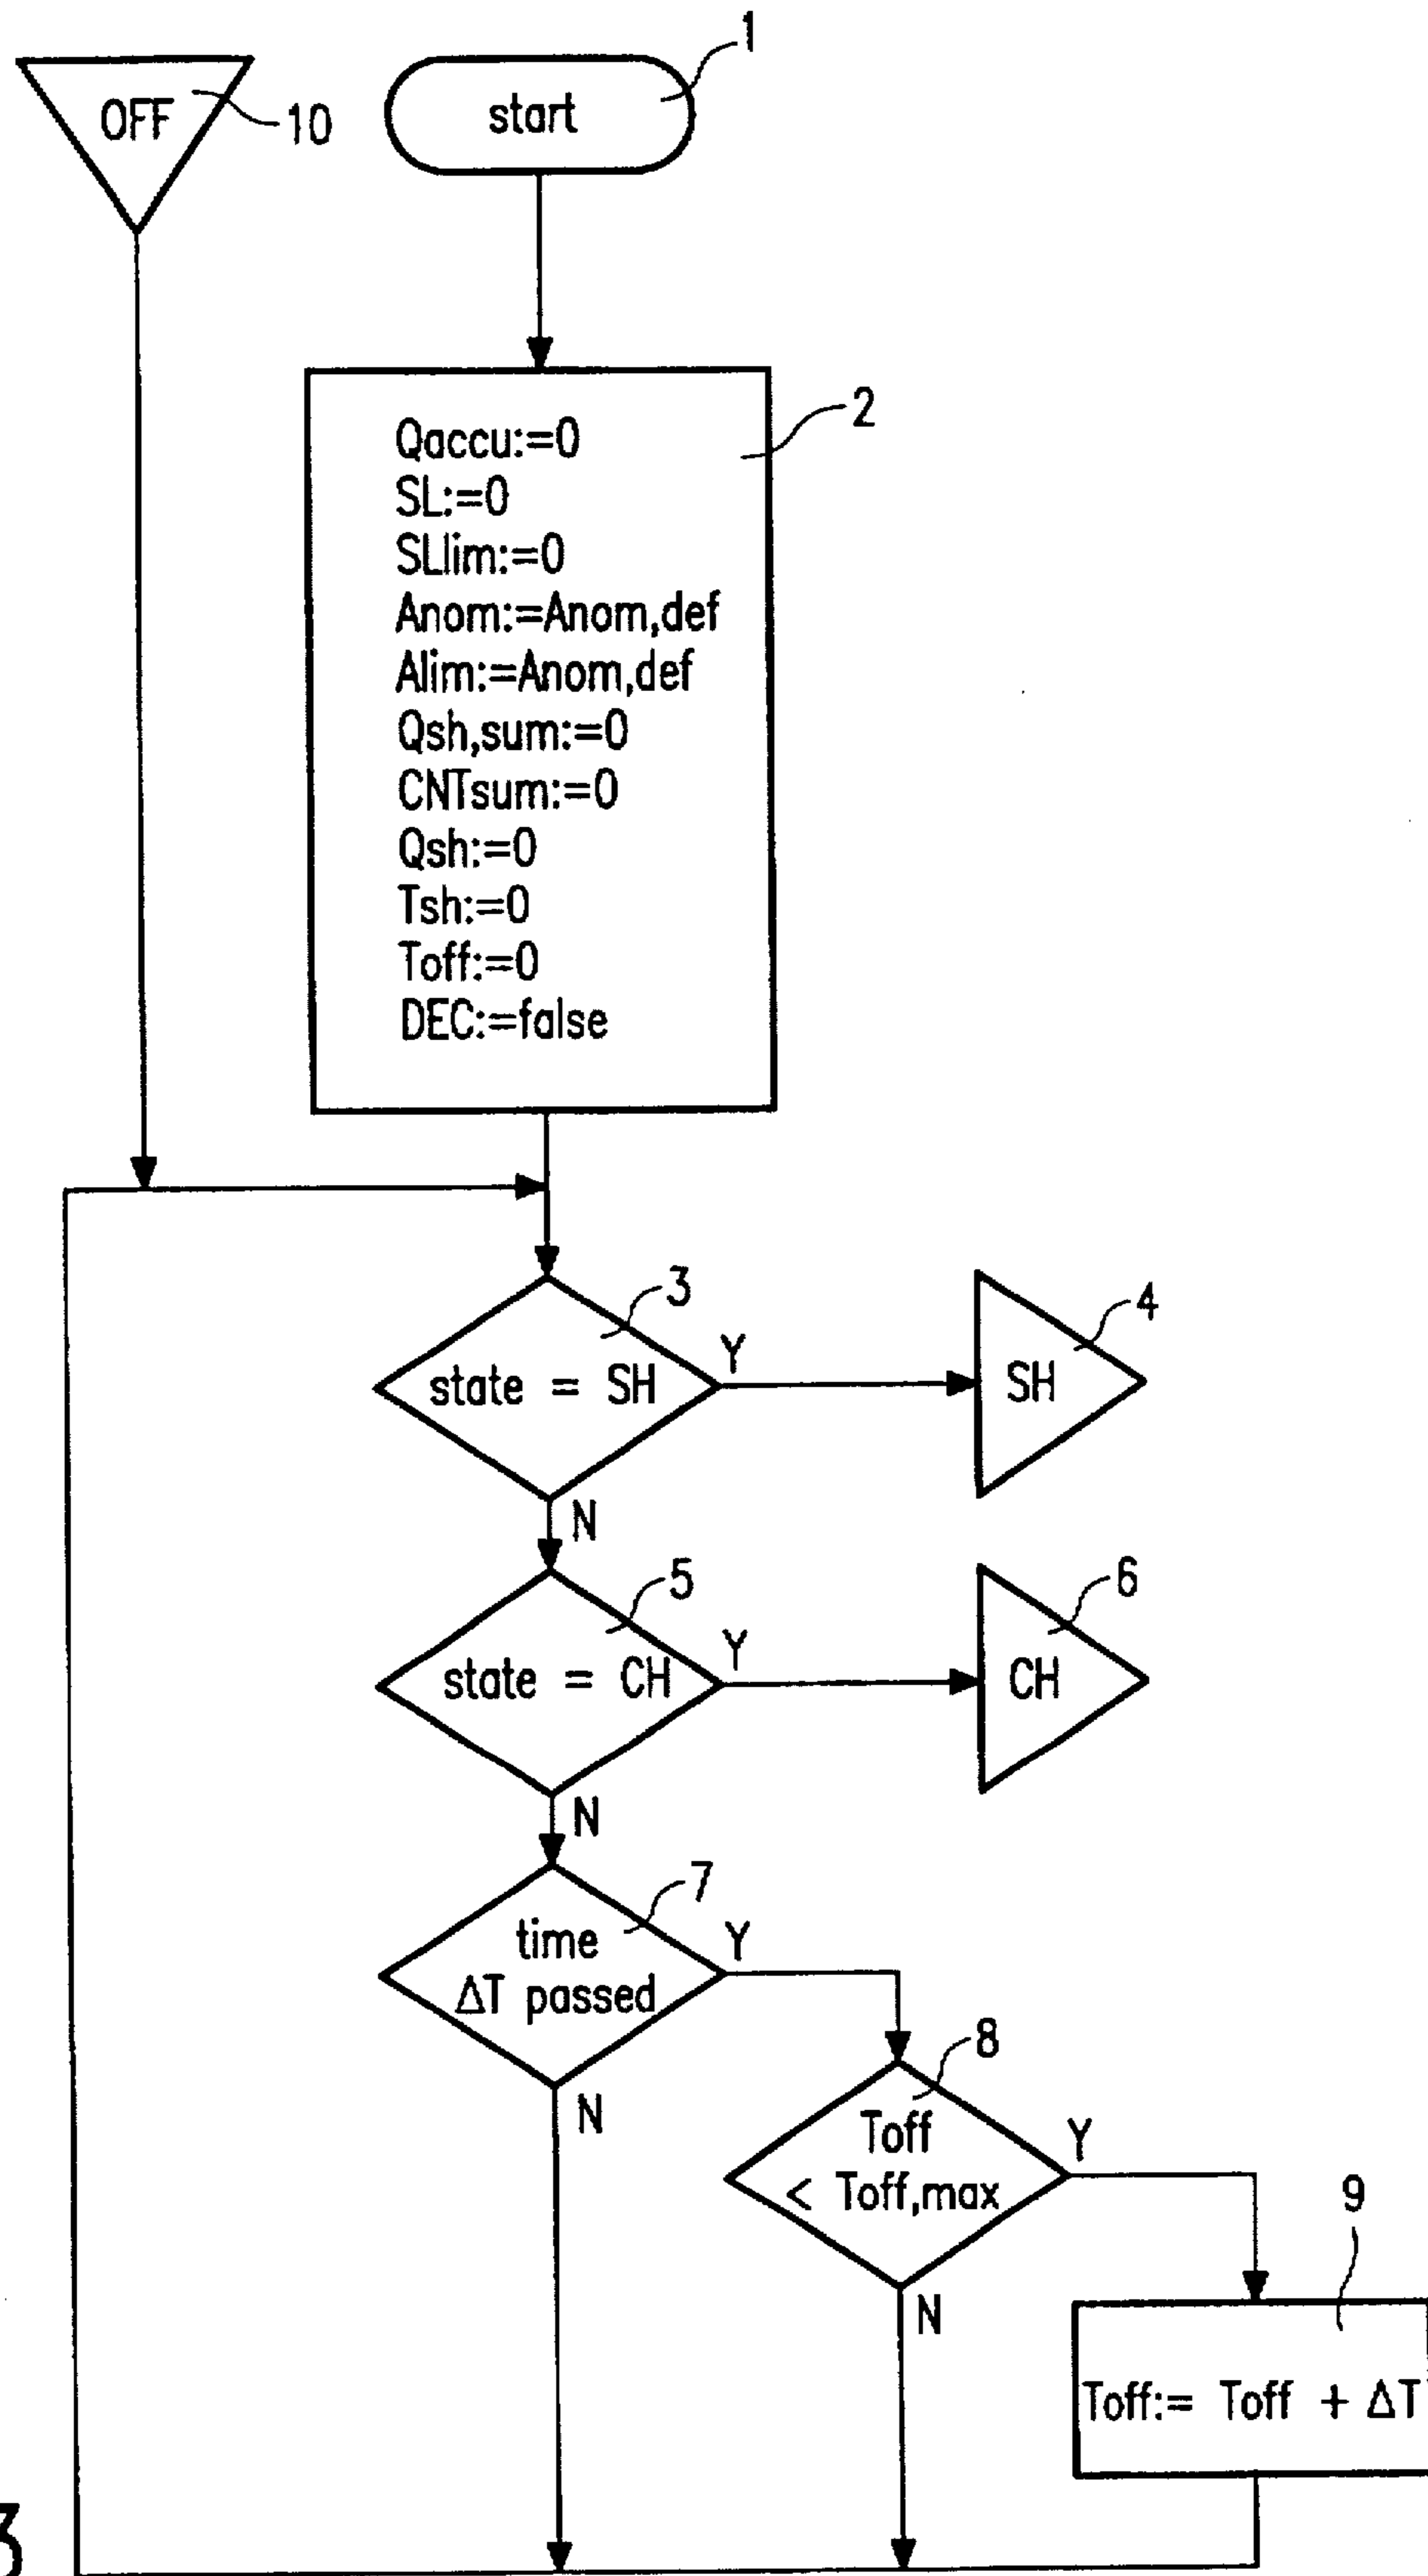 1
OFF
10
start
2
Qaccu:=0
SL:=0
SLlim:=0
Anom:=Anom,def
Alim:=Anom,def
Qsh,sum:=0
CNTsum:=0
Qsh:=0
Tsh:=0
Toff:=0
DEC:=false
3
state = SH
Y
4
SH
N
5
state = CH
Y
6
CH
N
7
time
ΔT passed
Y
N
8
Toff
< Toff,max
Y
N
9
Toff:= Toff + ΔT
3